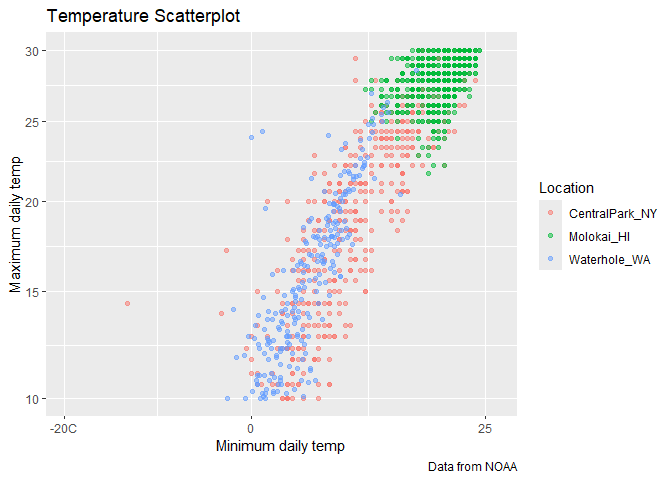 Temperature Scatterplot
30
25
20
15
10
Maximum daily temp
-20C
0
25
Minimum daily temp
Location
CentralPark_NY
Molokai_HI
Waterhole_WA
Data from NOAA